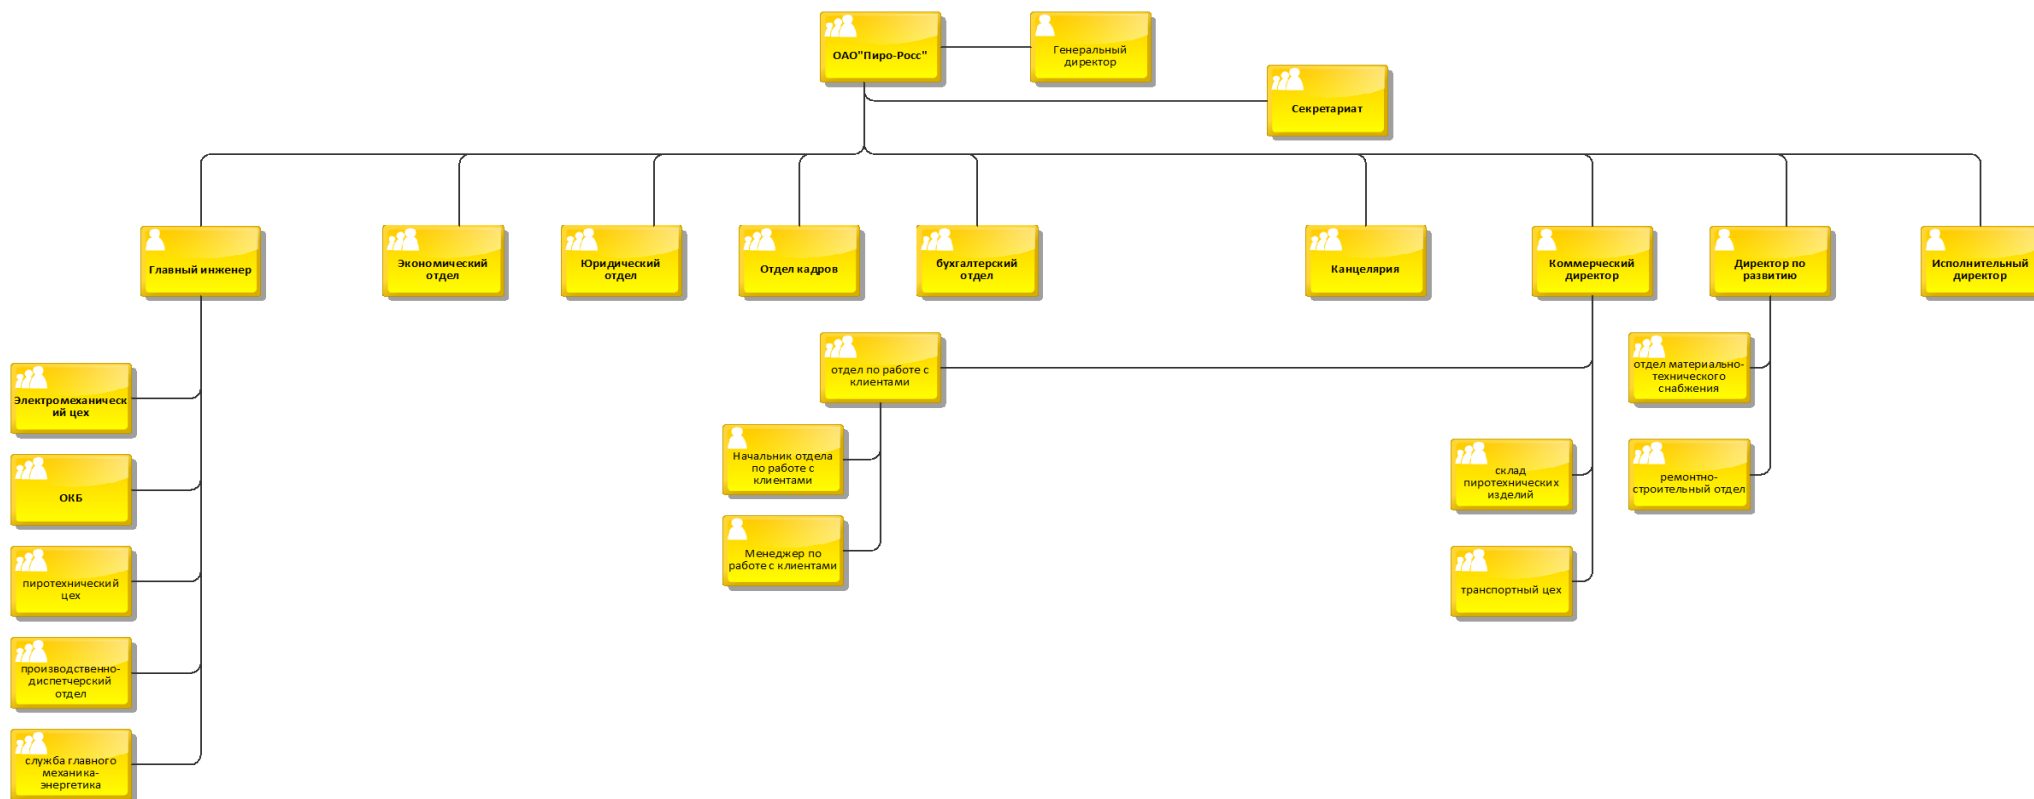 ОАО"Пиро-Росс"
Генеральный
директор
Секретариат
Главный инженер
Экономический
отдел
Юридический
отдел
Отдел кадров
бухгалтерский
отдел
Канцелярия
Коммерческий
директор
Директор по
развитию
Исполнительный
директор
отдел по работе с
клиентами
отдел материально-
технического
снабжения
Электромеханическ
ий цех
Начальник отдела
по работе с
клиентами
склад
пиротехнических
изделий
ремонтно-
строительный отдел
ОКБ
Менеджер по
работе с клиентами
пиротехнический
цех
транспортный цех
производственно-
диспетчерский
отдел
служба главного
механика-
энергетика